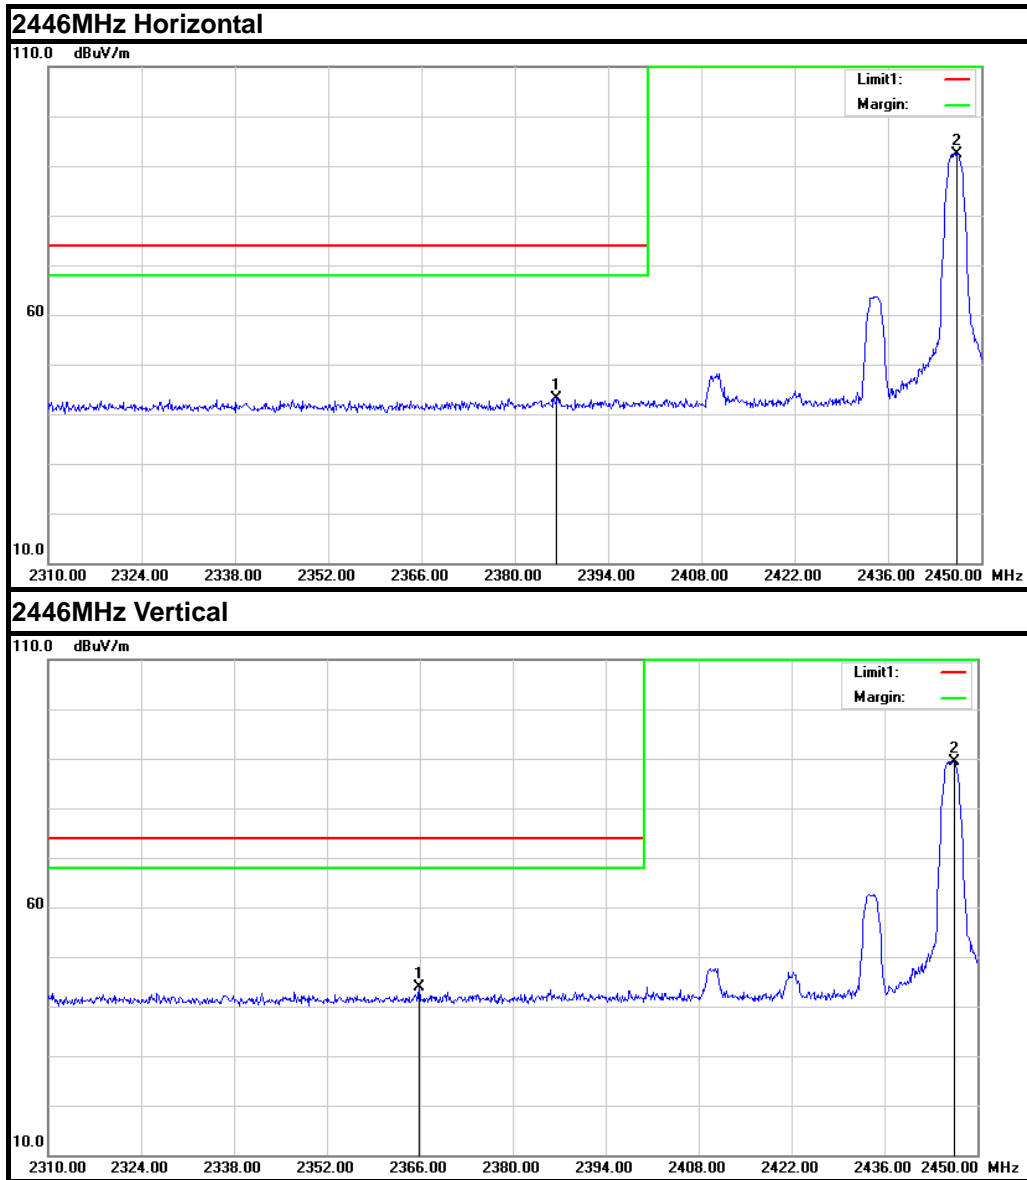 2446MHz Horizontal
110.0 dBuV/m
Limit1:
Margin:
2
60
1
10.0
2310.00 2324.00 2338.00 2352.00 2366.00 2380.00 2394.00 2408.00 2422.00 2436.00 2450.00 MHz
2446MHz Vertical
110.0 dBuV/m
Limit1:
Margin:
2
60
1
10.0
2310.00 2324.00 2338.00 2352.00 2366.00 2380.00 2394.00 2408.00 2422.00 2436.00 2450.00 MHz